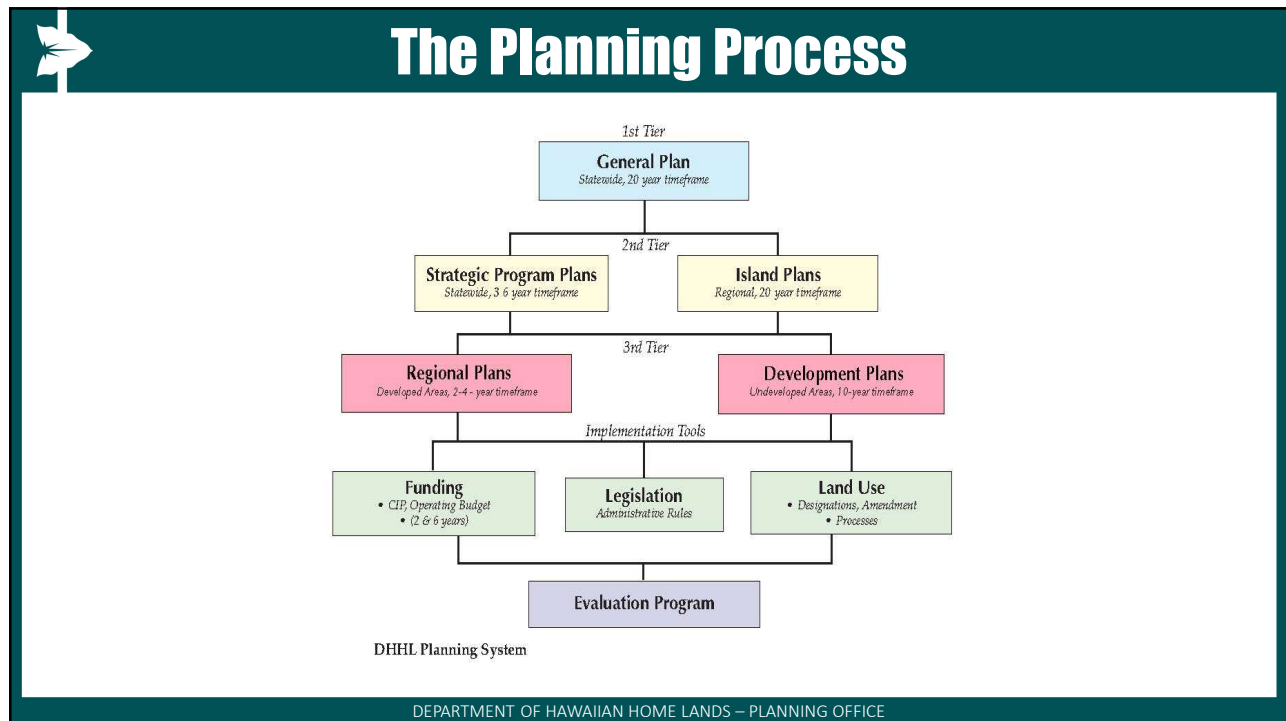 The Planning Process
1st Tier
General Plan
Statewide, 20 year timeframe
2nd Tier
Strategic Program Plans
Statewide, 3 6 year timeframe
Island Plans
Regional, 20 year timeframe
3rd Tier
Regional Plans
Developed Areas, 2-4 - year timeframe
Development Plans
Undeveloped Areas, 10-year timeframe
Implementation Tools
Funding
• CIP, Operating Budget
• (2 & 6 years)
Legislation
Administrative Rules
Land Use
• Designations, Amendment
• Processes
Evaluation Program
DHHL Planning System
DEPARTMENT OF HAWAIIAN HOME LANDS – PLANNING OFFICE